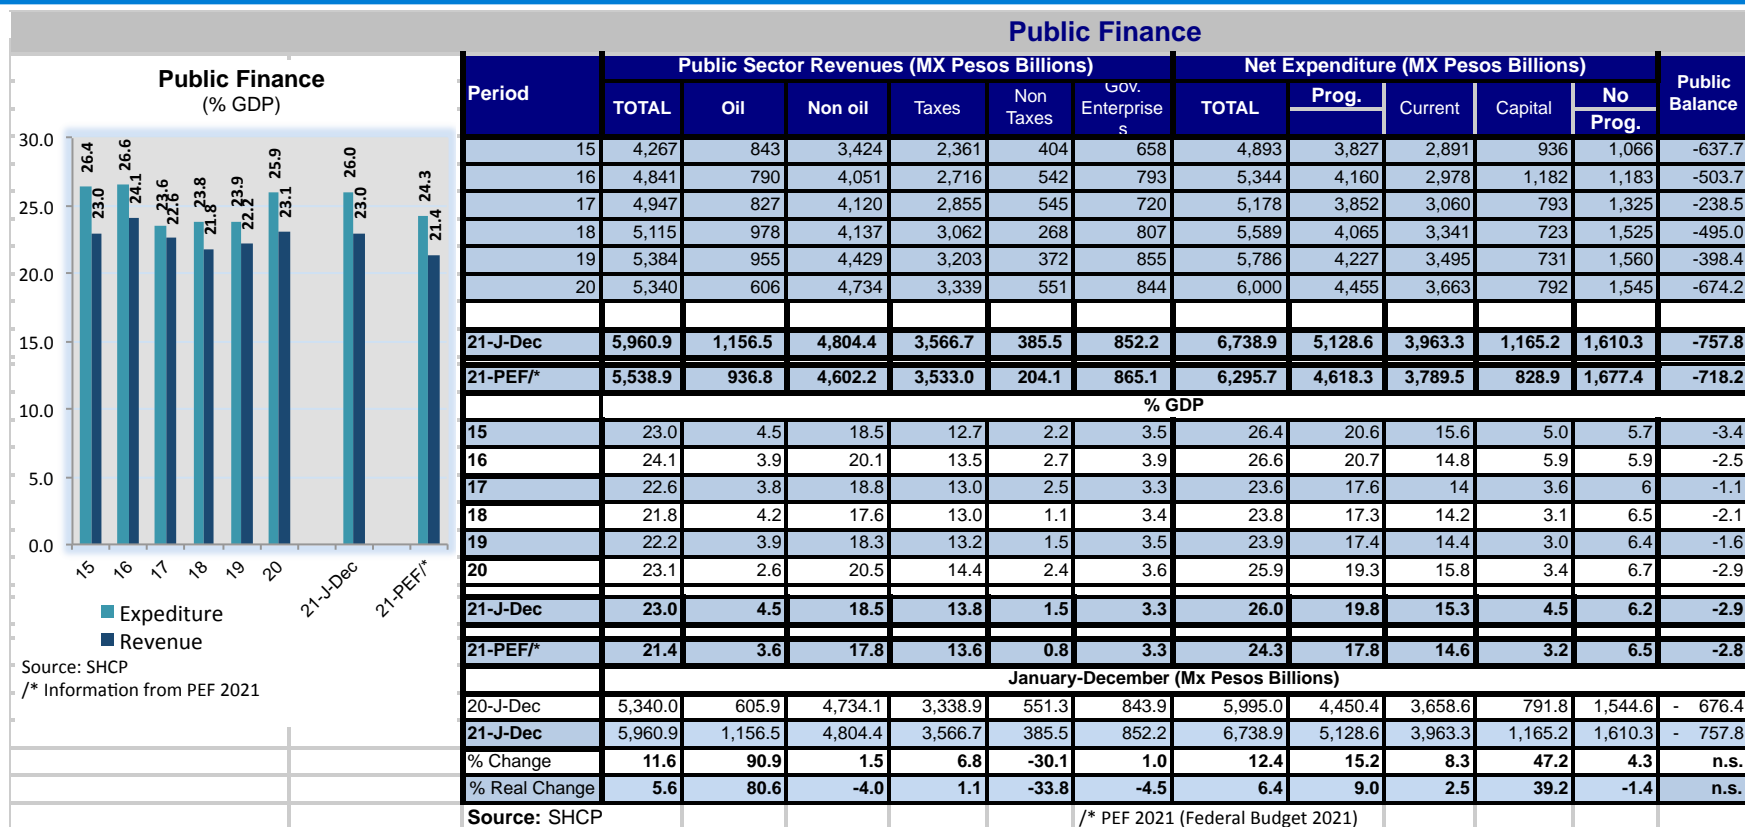 Public Finance
Public Finance
(% GDP)
30.0
25.0
20.0
15.0
10.0
5.0
0.0
26.4 23.0 26.6 24.1 23.6 22.6 23.8 21.8 23.9 22.2 25.9 23.1 26.0 23.0 24.3 21.4
15 16 17 18 19 20 21-J-Dec 21-PEF/*
Expediture
Revenue
Source: SHCP
/* Information from PEF 2021
Period Public Sector Revenues (MX Pesos Billions) Net Expenditure (MX Pesos Billions) Public Balance
TOTAL Oil Non oil Taxes Non Taxes Gov. Enterprises TOTAL Prog. Current Capital No Prog.
15 4,267 843 3,424 2,361 404 658 4,893 3,827 2,891 936 1,066 -637.7
16 4,841 790 4,051 2,716 542 793 5,344 4,160 2,978 1,182 1,183 -503.7
17 4,947 827 4,120 2,855 545 720 5,178 3,852 3,060 793 1,325 -238.5
18 5,115 978 4,137 3,062 268 807 5,589 4,065 3,341 723 1,525 -495.0
19 5,384 955 4,429 3,203 372 855 5,786 4,227 3,495 731 1,560 -398.4
20 5,340 606 4,734 3,339 551 844 6,000 4,455 3,663 792 1,545 -674.2
21-J-Dec 5,960.9 1,156.5 4,804.4 3,566.7 385.5 852.2 6,738.9 5,128.6 3,963.3 1,165.2 1,610.3 -757.8
21-PEF/* 5,538.9 936.8 4,602.2 3,533.0 204.1 865.1 6,295.7 4,618.3 3,789.5 828.9 1,677.4 -718.2
% GDP
15 23.0 4.5 18.5 12.7 2.2 3.5 26.4 20.6 15.6 5.0 5.7 -3.4
16 24.1 3.9 20.1 13.5 2.7 3.9 26.6 20.7 14.8 5.9 5.9 -2.5
17 22.6 3.8 18.8 13.0 2.5 3.3 23.6 17.6 14 3.6 6 -1.1
18 21.8 4.2 17.6 13.0 1.1 3.4 23.8 17.3 14.2 3.1 6.5 -2.1
19 22.2 3.9 18.3 13.2 1.5 3.5 23.9 17.4 14.4 3.0 6.4 -1.6
20 23.1 2.6 20.5 14.4 2.4 3.6 25.9 19.3 15.8 3.4 6.7 -2.9
21-J-Dec 23.0 4.5 18.5 13.8 1.5 3.3 26.0 19.8 15.3 4.5 6.2 -2.9
21-PEF/* 21.4 3.6 17.8 13.6 0.8 3.3 24.3 17.8 14.6 3.2 6.5 -2.8
January-December (Mx Pesos Billions)
20-J-Dec 5,340.0 605.9 4,734.1 3,338.9 551.3 843.9 5,995.0 4,450.4 3,658.6 791.8 1,544.6 - 676.4
21-J-Dec 5,960.9 1,156.5 4,804.4 3,566.7 385.5 852.2 6,738.9 5,128.6 3,963.3 1,165.2 1,610.3 - 757.8
% Change 11.6 90.9 1.5 6.8 -30.1 1.0 12.4 15.2 8.3 47.2 4.3 n.s.
% Real Change 5.6 80.6 -4.0 1.1 -33.8 -4.5 6.4 9.0 2.5 39.2 -1.4 n.s.
Source: SHCP /* PEF 2021 (Federal Budget 2021)